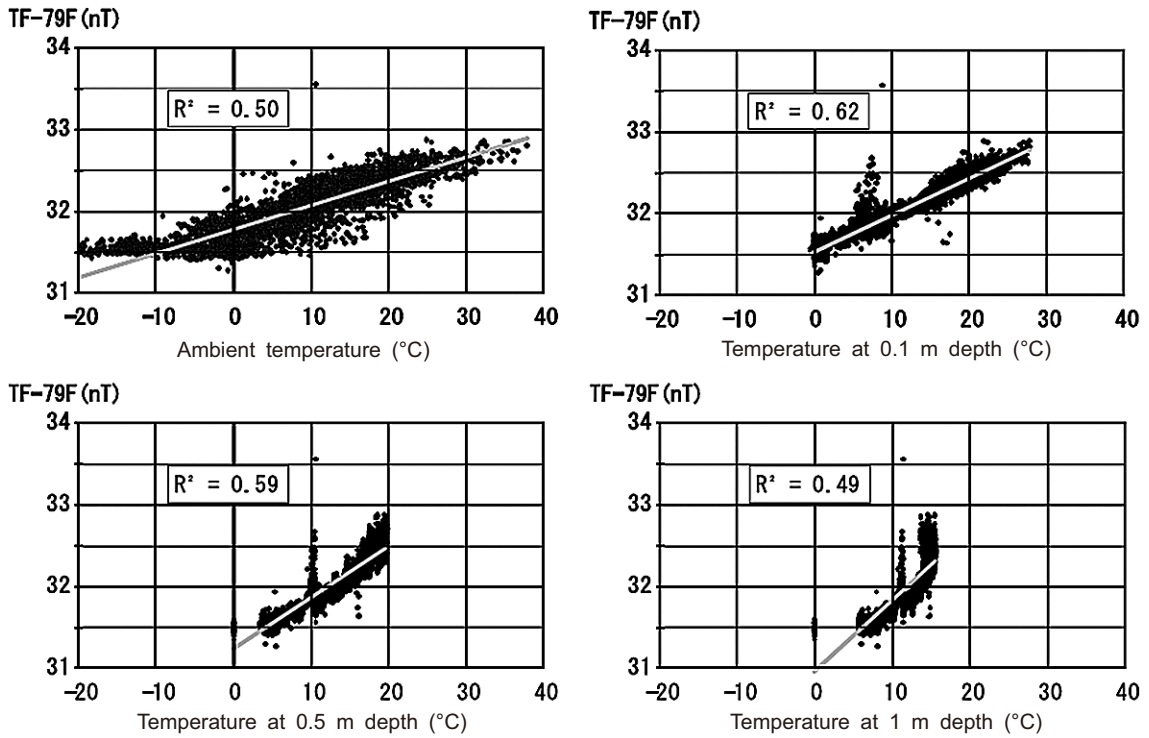 TF-79F(nT)
34
33
32
31
R² = 0.50
-20 -10 0 10 20 30 40
Ambient temperature (°C)
TF-79F(nT)
34
33
32
31
R² = 0.62
-20 -10 0 10 20 30 40
Temperature at 0.1 m depth (°C)
TF-79F(nT)
34
33
32
31
R² = 0.59
-20 -10 0 10 20 30 40
Temperature at 0.5 m depth (°C)
TF-79F(nT)
34
33
32
31
R² = 0.49
-20 -10 0 10 20 30 40
Temperature at 1 m depth (°C)